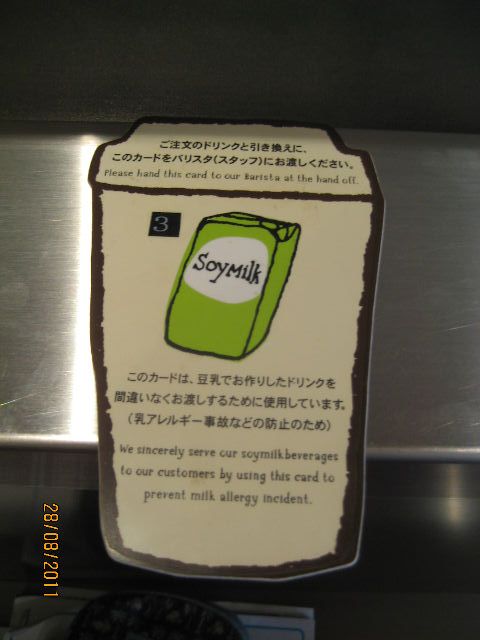 ご注文のドリンクと引き換えに、
このカードをバリスタ(スタッフ)にお渡しください。
Please hand this card to our Barista at the hand off.
3
Soymilk
このカードは、豆乳でお作りしたドリンクを
間違いなくお渡しするために使用しています。
(乳アレルギー事故などの防止のため)
We sincerely serve our soymilk beverages
to our customers by using this card to
prevent milk allergy incident.
28/08/2011